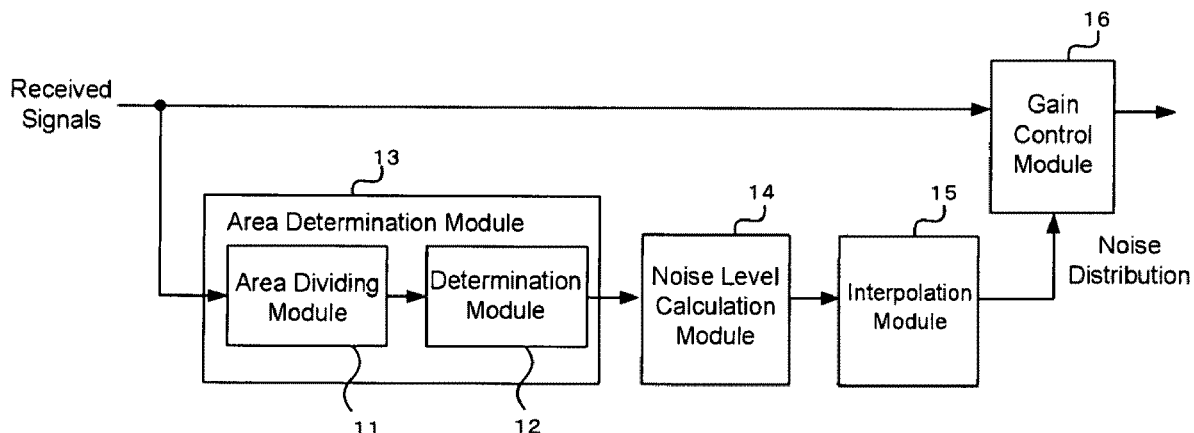 16
Received
Signals
Gain
Control
Module
13
Area Determination Module
14
15
Area Dividing
Module
Determination
Module
Noise Level
Calculation
Module
Interpolation
Module
Noise
Distribution
11
12